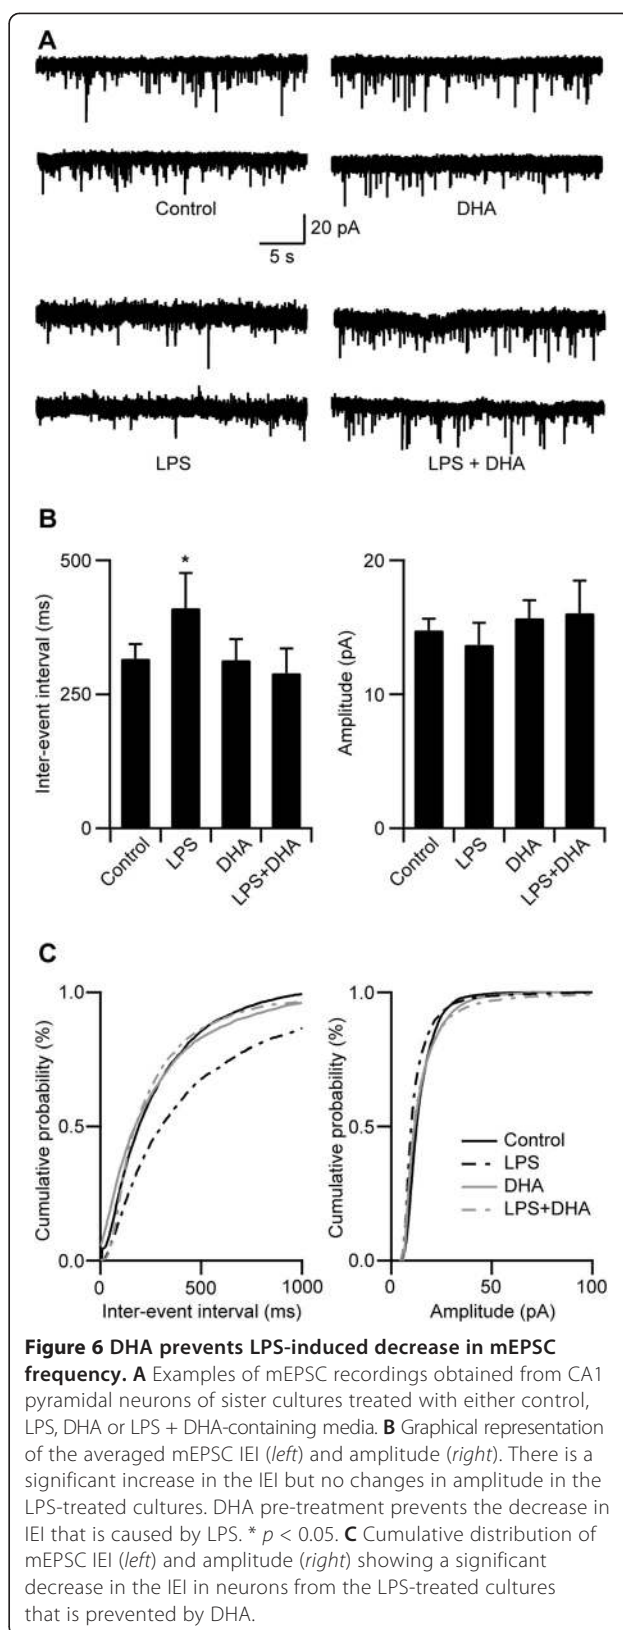 A
Control
DHA
20 pA
5 s
LPS
LPS + DHA
B
500
250
0
Inter-event interval (ms)
*
Control
LPS
DHA
LPS+DHA
20
10
0
Amplitude (pA)
Control
LPS
DHA
LPS+DHA
C
1.0
0.5
0.0
Cumulative probability (%)
0
500
1000
Inter-event interval (ms)
1.0
0.5
0.0
Cumulative probability (%)
Control
LPS
DHA
LPS+DHA
0
50
100
Amplitude (pA)
Figure 6 DHA prevents LPS-induced decrease in mEPSC
frequency. A Examples of mEPSC recordings obtained from CA1
pyramidal neurons of sister cultures treated with either control,
LPS, DHA or LPS + DHA-containing media. B Graphical representation
of the averaged mEPSC IEI (left) and amplitude (right). There is a
significant increase in the IEI but no changes in amplitude in the
LPS-treated cultures. DHA pre-treatment prevents the decrease in
IEI that is caused by LPS. * p < 0.05. C Cumulative distribution of
mEPSC IEI (left) and amplitude (right) showing a significant
decrease in the IEI in neurons from the LPS-treated cultures
that is prevented by DHA.